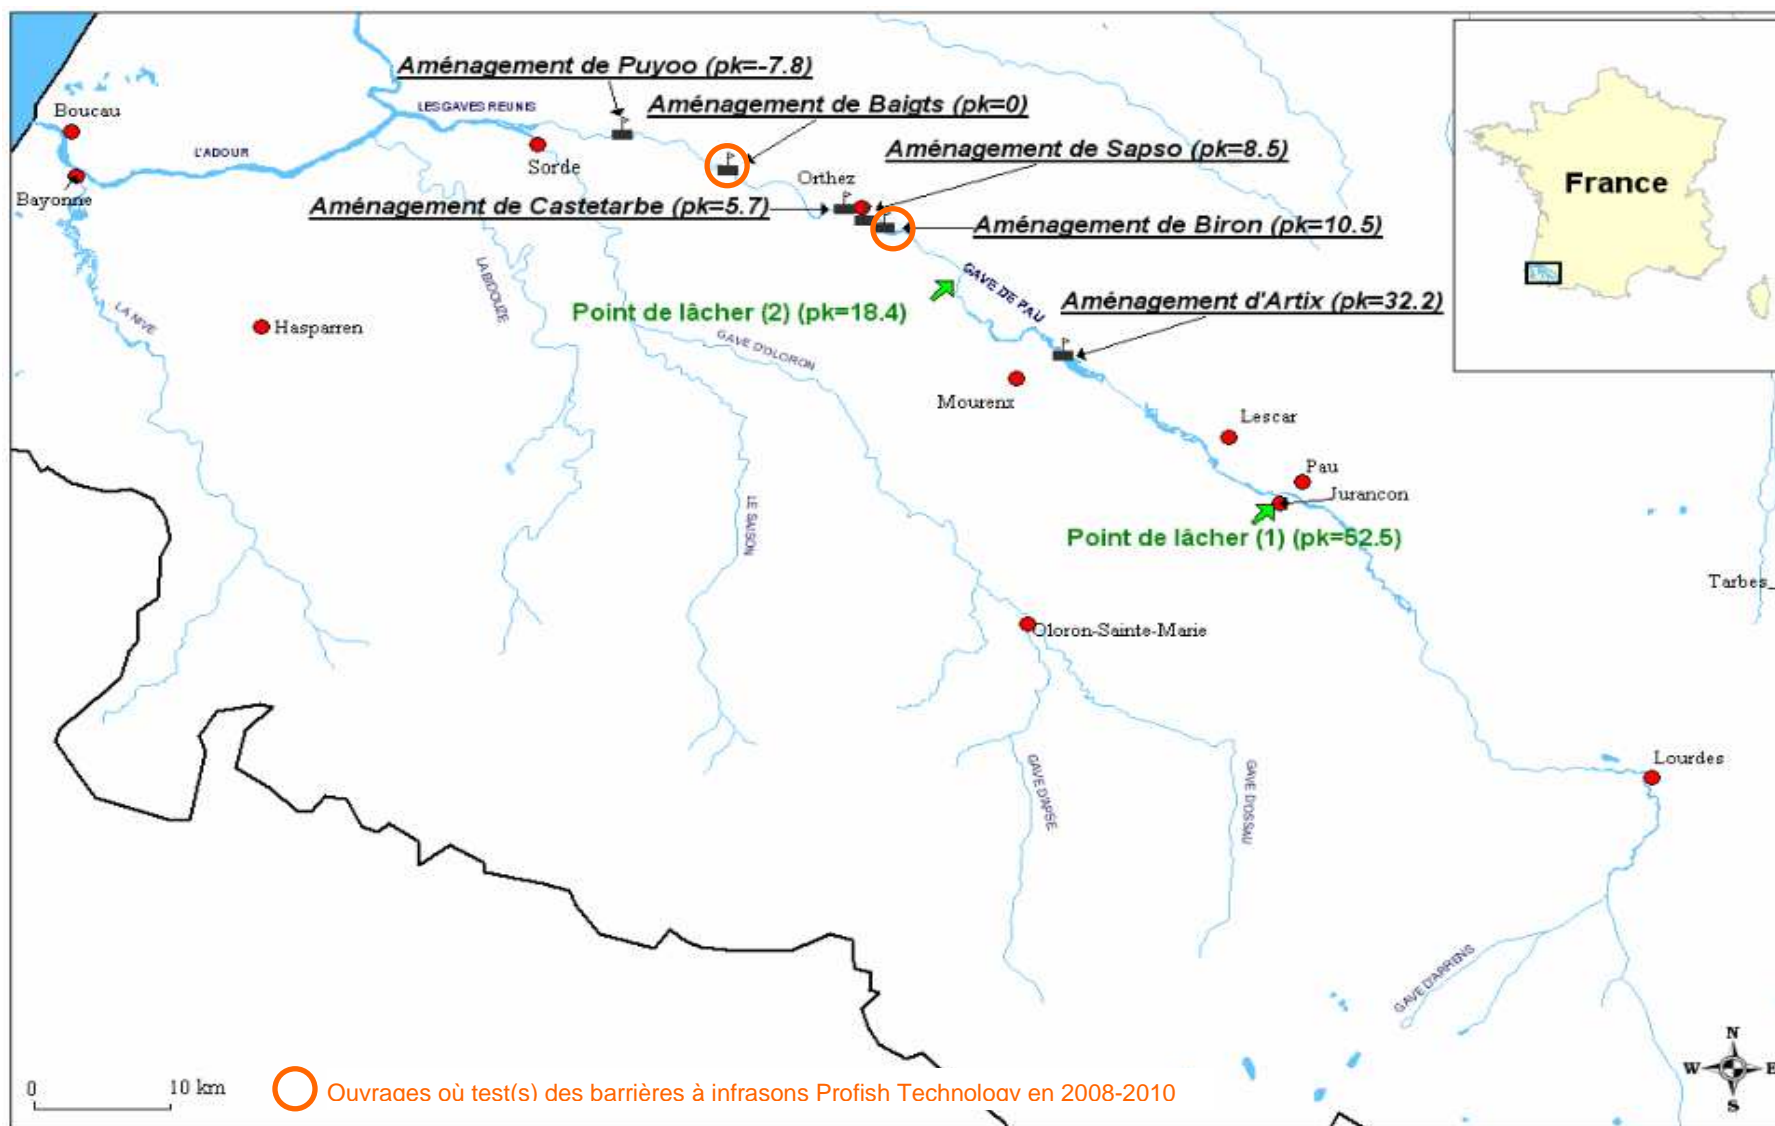 Aménagement de Puyoo (pk=-7.8)
Aménagement de Baigts (pk=0)
Boucau
LES GAVES REUNIS
L'ADOUR
Sorde
Aménagement de Sapso (pk=8.5)
Orthez
Bayonne
Aménagement de Castetarbe (pk=5.7)
Aménagement de Biron (pk=10.5)
France
LA BIDOUZE
GAVE DE PAU
LA NIVE
Hasparren
Point de lâcher (2) (pk=18.4)
Aménagement d'Artix (pk=32.2)
GAVE D'OLORON
Mourenx
Lescar
Pau
Jurancon
LE SAISON
Point de lâcher (1) (pk=52.5)
Tarbes_
Oloron-Sainte-Marie
Lourdes
GAVE D'APSE
GAVE D'OSSAU
GAVE D'ARRENS
N
W E
S
0 10 km
Ouvrages où test(s) des barrières à infrasons Profish Technology en 2008-2010